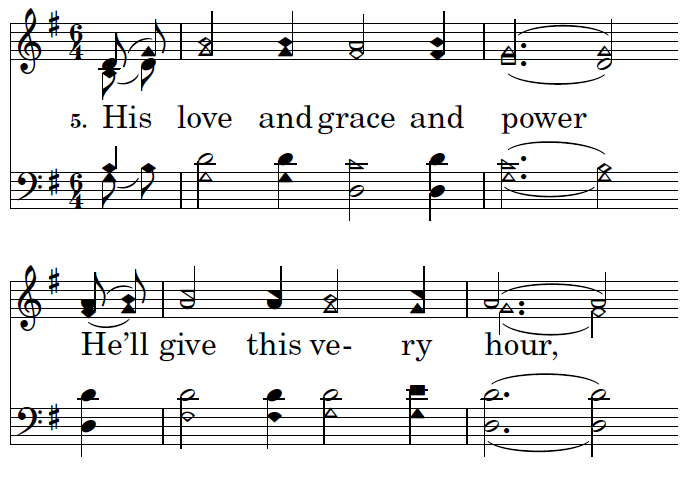 5. His love and grace and power
He'll give this ve- ry hour,